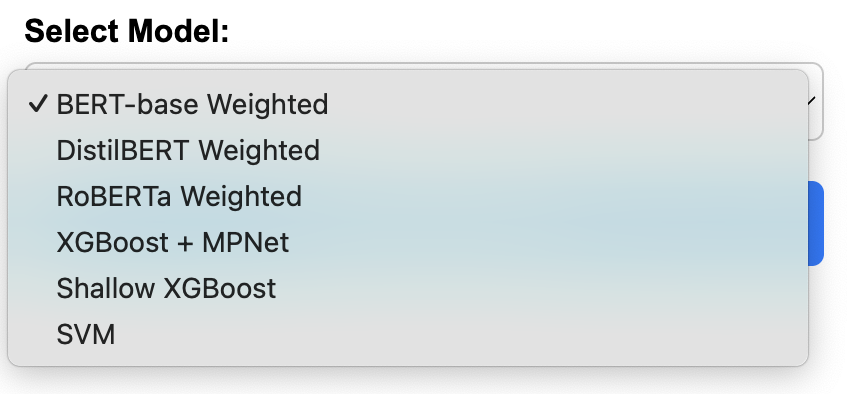 Select Model:
✓ BERT-base Weighted
DistilBERT Weighted
RoBERTa Weighted
XGBoost + MPNet
Shallow XGBoost
SVM